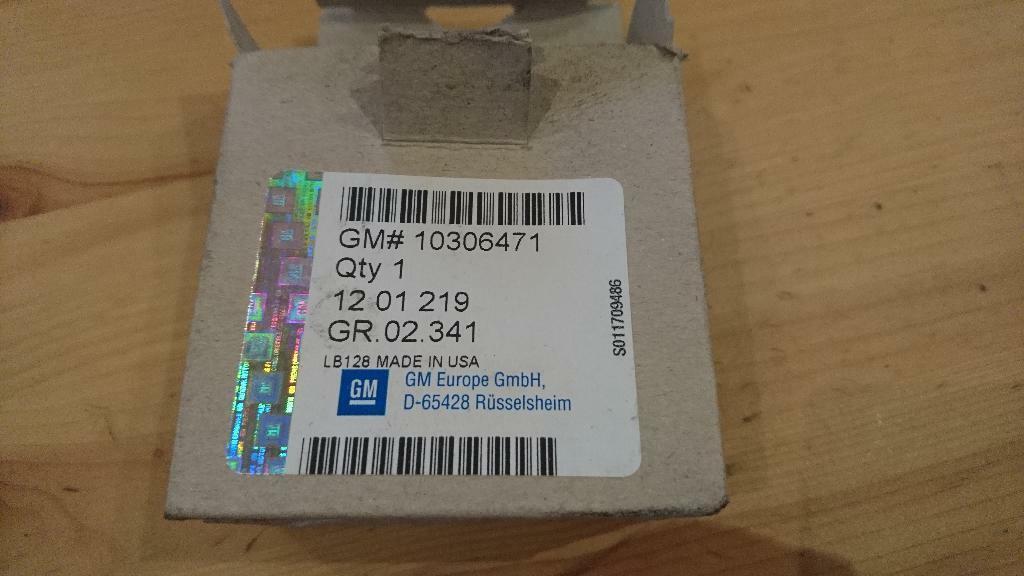 GM# 10306471
Qty 1
12 01 219
GR.02.341
LB128 MADE IN USA
GM
GM Europe GmbH,
D-65428 Rüsselsheim
S011709486